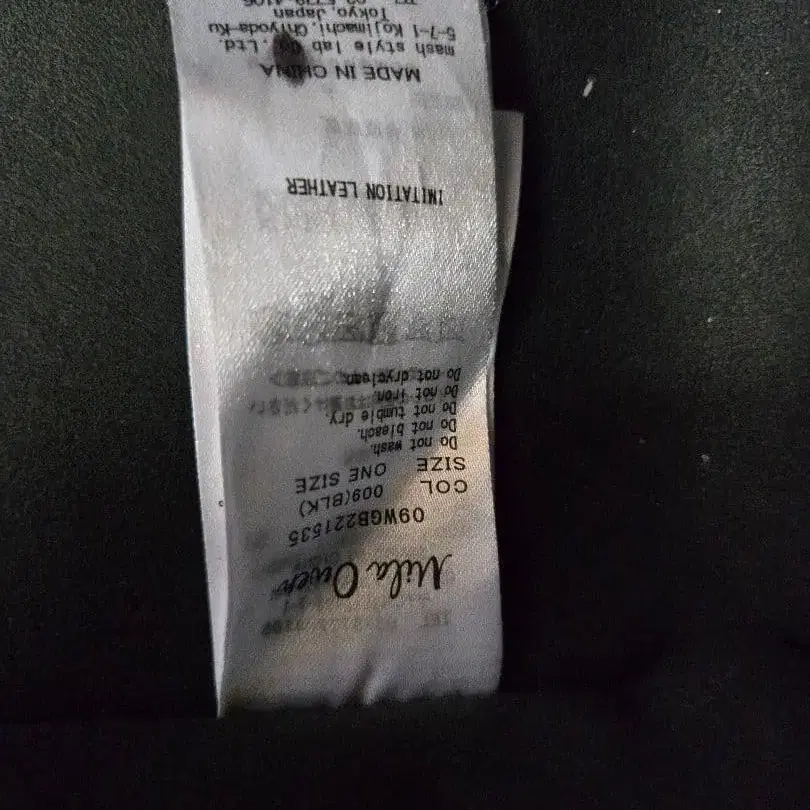 Mila Owen
09WGB221535
COL 009(BLK)
SIZE ONE SIZE
Do not wash.
Do not bleach.
Do not tumble dry.
Do not iron.
Do not dryclean.
IMITATION LEATHER
MADE IN CHINA
mash style lab Co., Ltd.
5-7-1 Kojimachi, Chiyoda-Ku
Tokyo, Japan